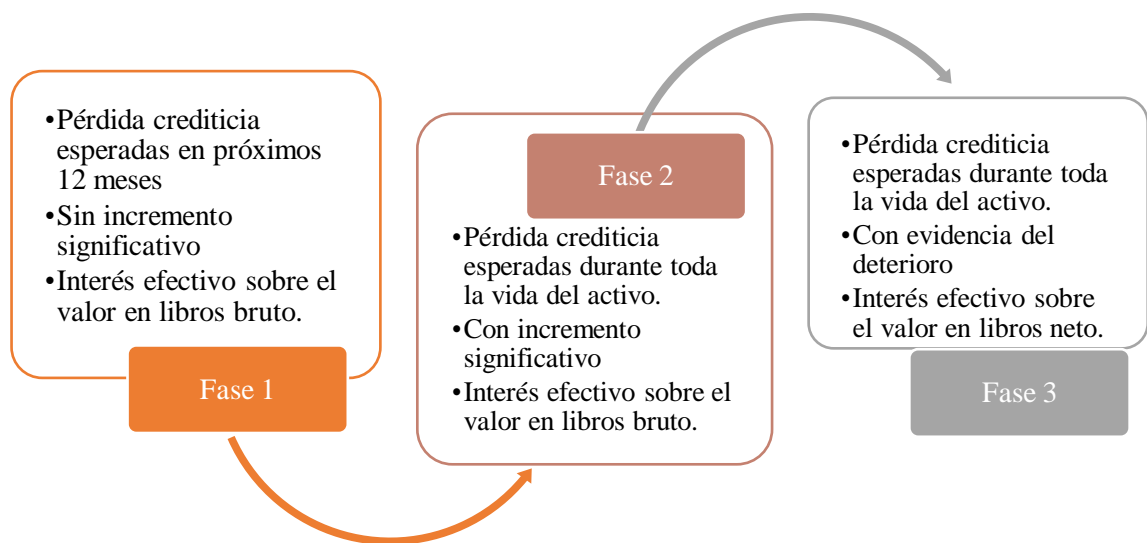 •Pérdida crediticia
esperadas en próximos
12 meses
•Sin incremento
significativo
•Interés efectivo sobre el
valor en libros bruto.
Fase 1
Fase 2
•Pérdida crediticia
esperadas durante toda
la vida del activo.
•Con incremento
significativo
•Interés efectivo sobre el
valor en libros bruto.
•Pérdida crediticia
esperadas durante toda
la vida del activo.
•Con evidencia del
deterioro
•Interés efectivo sobre
el valor en libros neto.
Fase 3